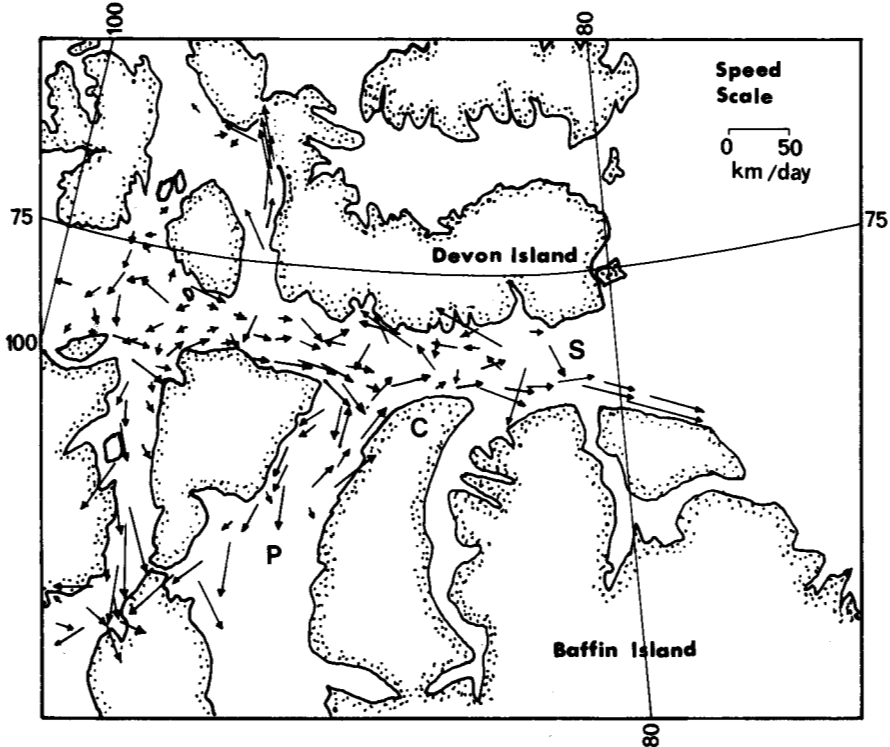 100
80
Speed
Scale
0 50
km/day
75
75
Devon Island
100
S
C
P
Baffin Island
80